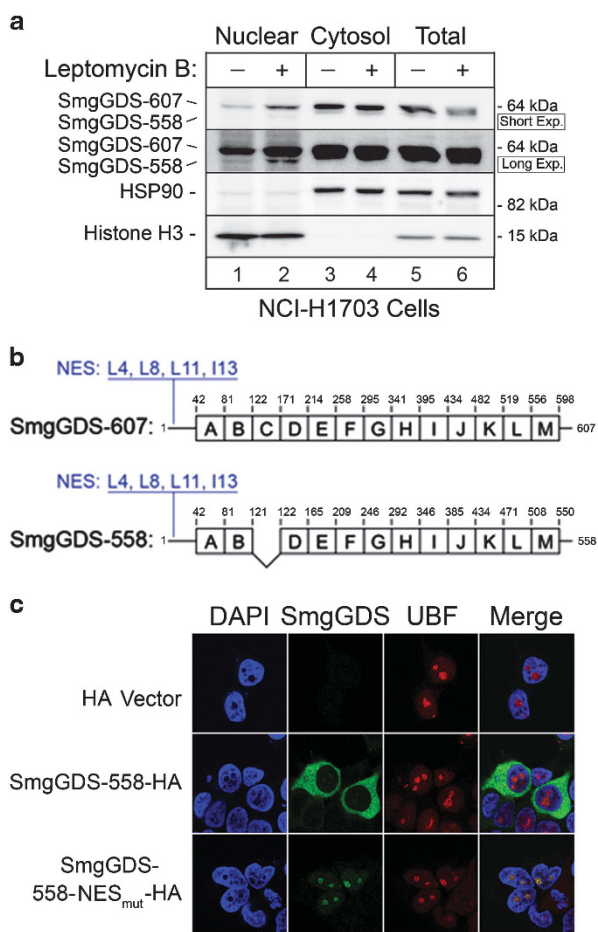 a
Nuclear Cytosol Total
Leptomycin B: – + – + – +
SmgGDS-607
SmgGDS-558
- 64 kDa
Short Exp.
SmgGDS-607
SmgGDS-558
- 64 kDa
Long Exp.
HSP90
- 82 kDa
Histone H3 -
- 15 kDa
1 2 3 4 5 6
NCI-H1703 Cells
b
NES: L4, L8, L11, I13
42 81 122 171 214 258 295 341 395 434 482 519 556 598
SmgGDS-607: 1 A B C D E F G H I J K L M 607
NES: L4, L8, L11, I13
42 81 121 122 165 209 246 292 346 385 434 471 508 550
SmgGDS-558: 1 A B D E F G H I J K L M 558
c
DAPI SmgGDS UBF Merge
HA Vector
SmgGDS-558-HA
SmgGDS-
558-NESmut-HA